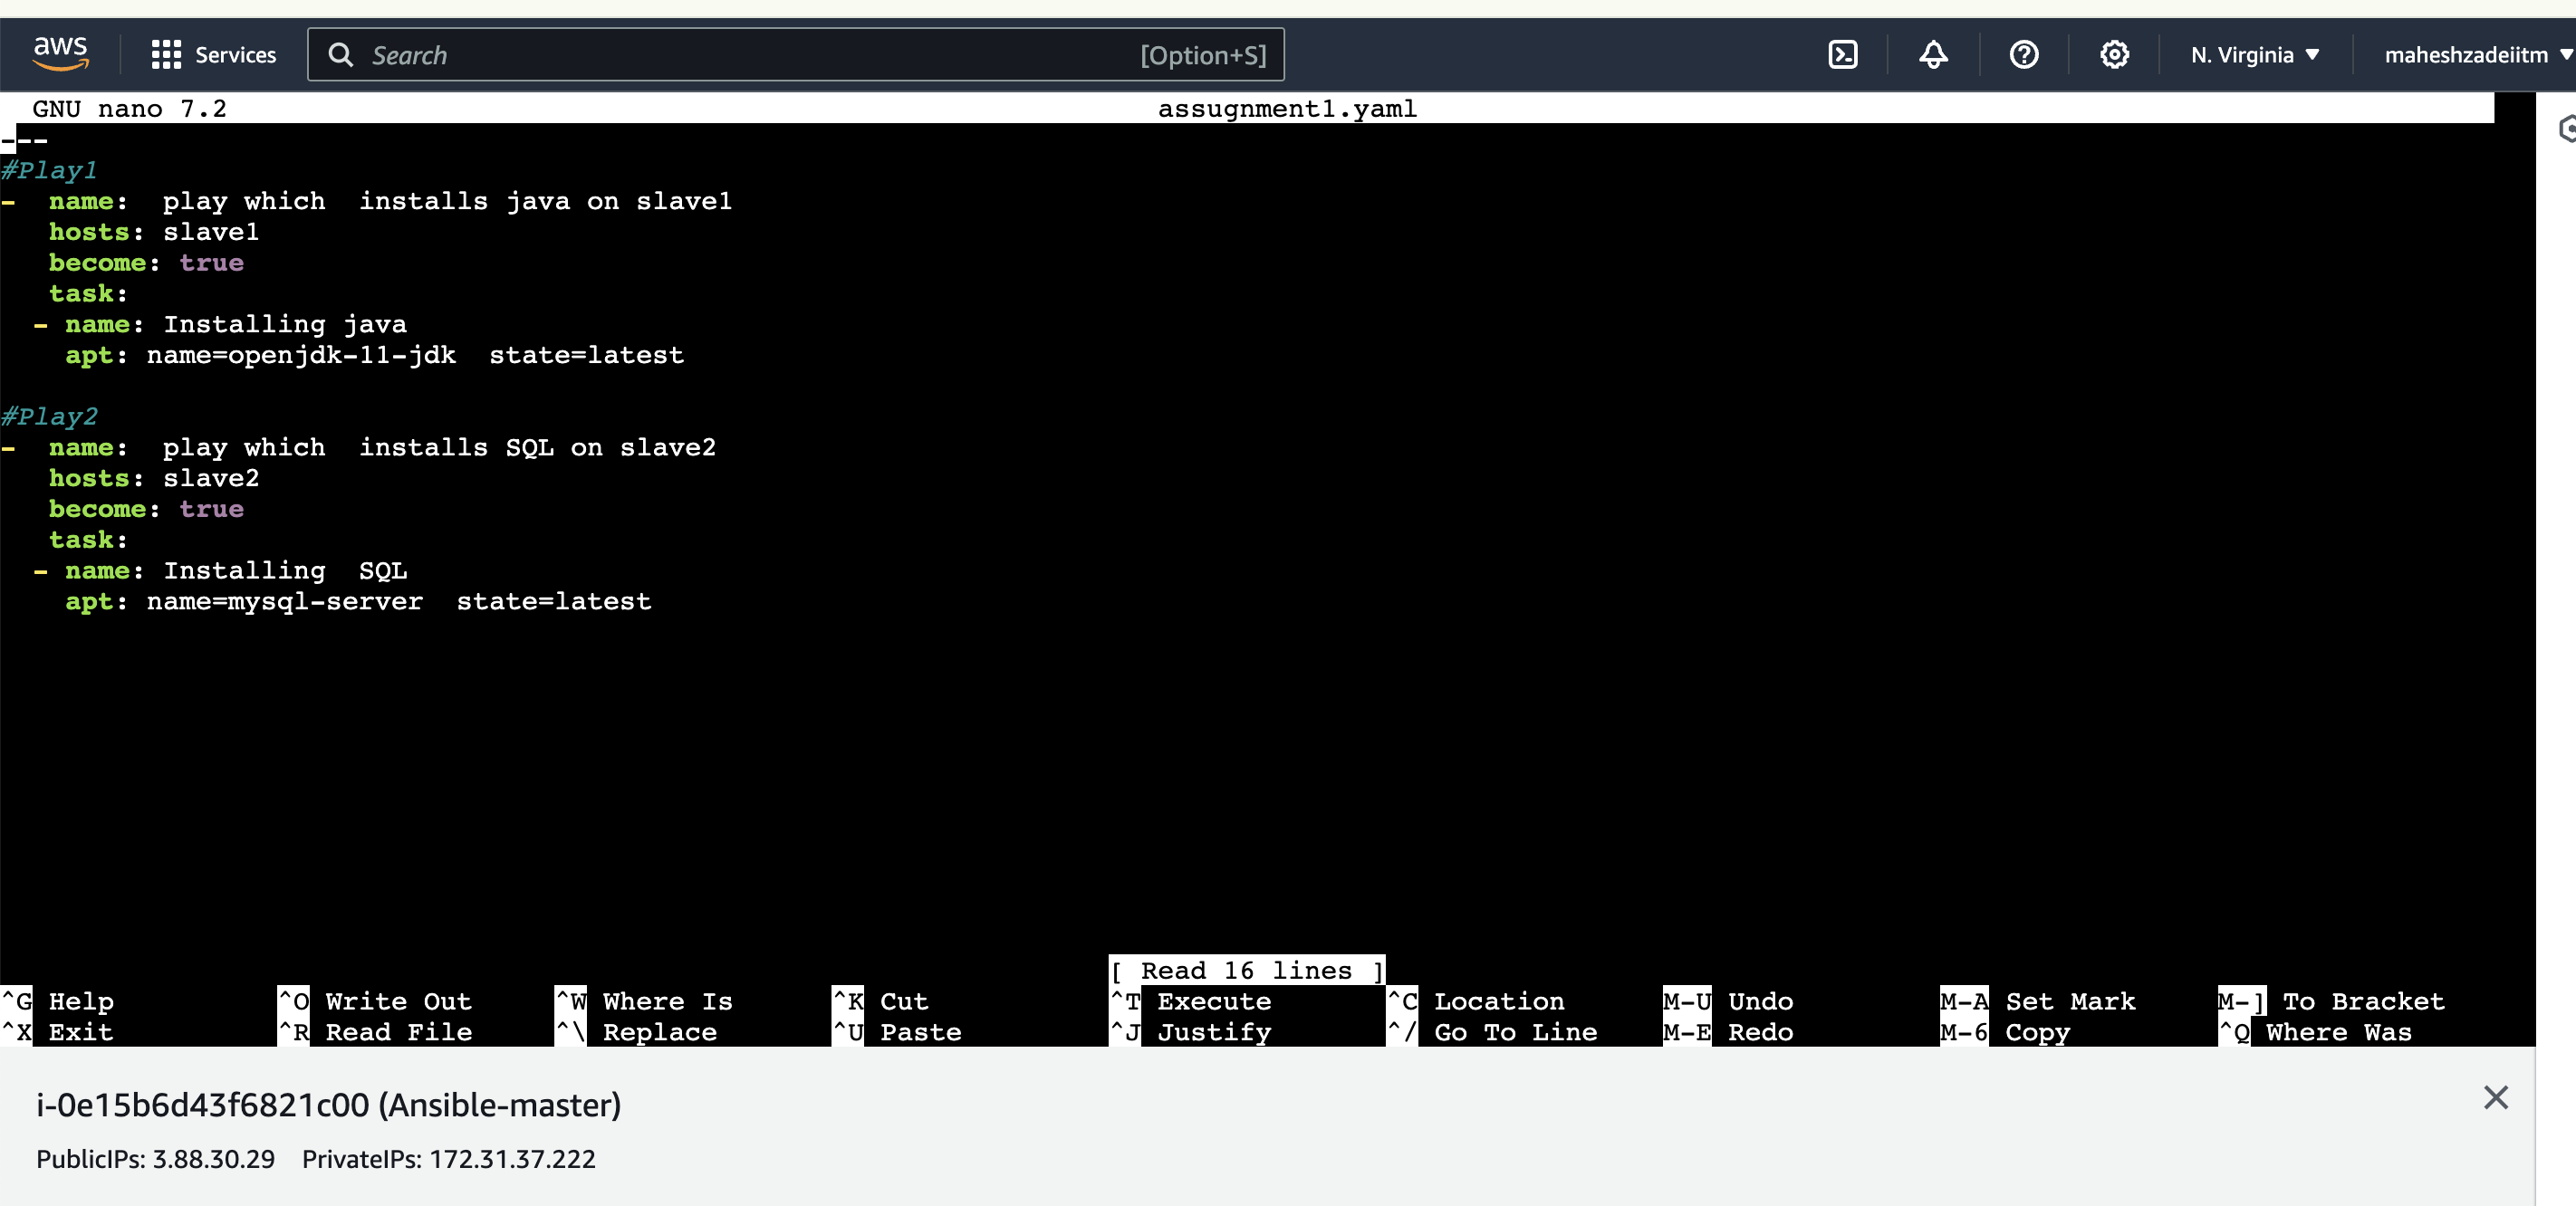 aws Services Search [Option+S] N. Virginia maheshzadeiitm
GNU nano 7.2 assugnment1.yaml
---
#Play1
-  name:  play which  installs java on slave1
   hosts: slave1
   become: true
   task:
  - name: Installing java
    apt: name=openjdk-11-jdk  state=latest
#Play2
-  name:  play which  installs SQL on slave2
   hosts: slave2
   become: true
   task:
  - name: Installing  SQL
    apt: name=mysql-server  state=latest
[ Read 16 lines ]
^G Help ^O Write Out ^W Where Is ^K Cut ^T Execute ^C Location M-U Undo M-A Set Mark M-] To Bracket
^X Exit ^R Read File ^\ Replace ^U Paste ^J Justify ^/ Go To Line M-E Redo M-6 Copy ^Q Where Was
i-0e15b6d43f6821c00 (Ansible-master)
PublicIPs: 3.88.30.29 PrivateIPs: 172.31.37.222